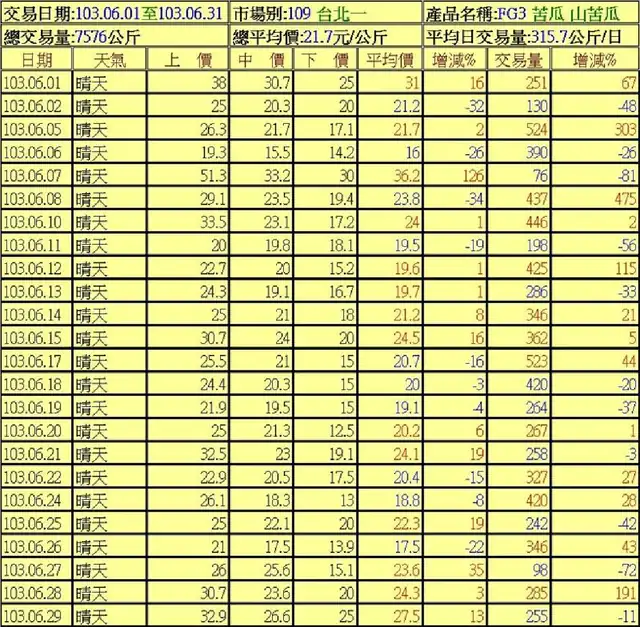 交易日期:103.06.01至103.06.31 市場別:109 台北一 產品名稱:FG3 苦瓜 山苦瓜
總交易量:7576公斤 總平均價:21.7元/公斤 平均日交易量:315.7公斤/日
日期 天氣 上 價 中 價 下 價 平均價 增減% 交易量 增減%
103.06.01 晴天 38 30.7 25 31 16 251 67
103.06.02 晴天 25 20.3 20 21.2 -32 130 -48
103.06.05 晴天 26.3 21.7 17.1 21.7 2 524 303
103.06.06 晴天 19.3 15.5 14.2 16 -26 390 -26
103.06.07 晴天 51.3 33.2 30 36.2 126 76 -81
103.06.08 晴天 29.1 23.5 19.4 23.8 -34 437 475
103.06.10 晴天 33.5 23.1 17.2 24 1 446 2
103.06.11 晴天 20 19.8 18.1 19.5 -19 198 -56
103.06.12 晴天 22.7 20 15.2 19.6 1 425 115
103.06.13 晴天 24.3 19.1 16.7 19.7 1 286 -33
103.06.14 晴天 25 21 18 21.2 8 346 21
103.06.15 晴天 30.7 24 20 24.5 16 362 5
103.06.17 晴天 25.5 21 15 20.7 -16 523 44
103.06.18 晴天 24.4 20.3 15 20 -3 420 -20
103.06.19 晴天 21.9 19.5 15 19.1 -4 264 -37
103.06.20 晴天 25 21.3 12.5 20.2 6 267 1
103.06.21 晴天 32.5 23 19.1 24.1 19 258 -3
103.06.22 晴天 22.9 20.5 17.5 20.4 -15 327 27
103.06.24 晴天 26.1 18.3 13 18.8 -8 420 28
103.06.25 晴天 25 22.1 20 22.3 19 242 -42
103.06.26 晴天 21 17.5 13.9 17.5 -22 346 43
103.06.27 晴天 26 25.6 15.1 23.6 35 98 -72
103.06.28 晴天 30.7 23.6 20 24.3 3 285 191
103.06.29 晴天 32.9 26.6 25 27.5 13 255 -11